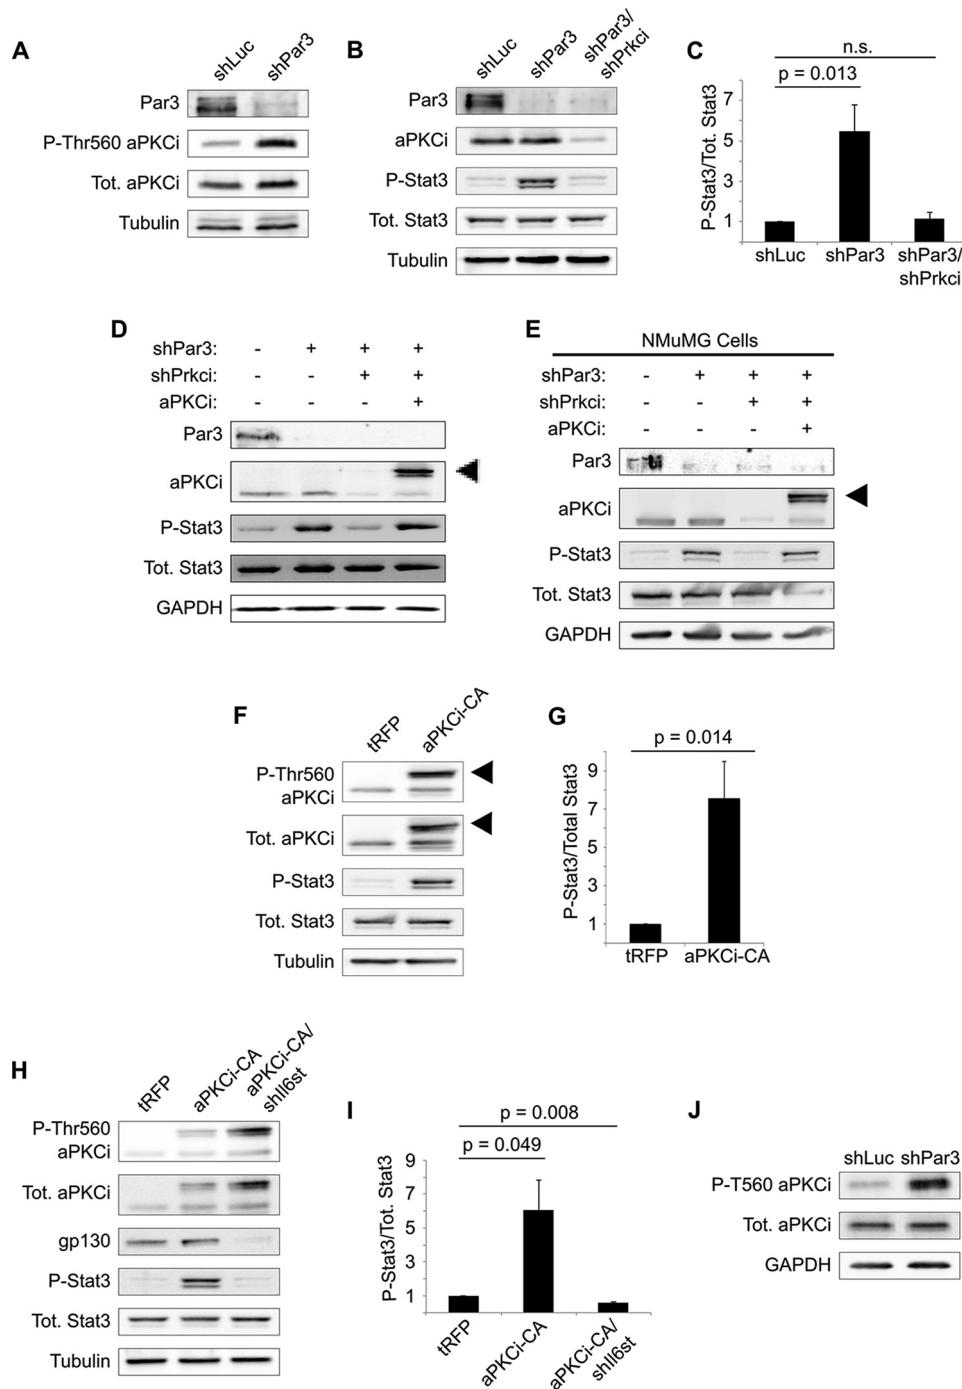 A
shLuc
shPar3
Par3
P-Thr560 aPKCi
Tot. aPKCi
Tubulin
B
shLuc
shPar3
shPar3/
shPrkci
Par3
aPKCi
P-Stat3
Tot. Stat3
Tubulin
C
n.s.
p = 0.013
P-Stat3/Tot. Stat3
7
5
3
1
shLuc
shPar3
shPar3/
shPrkci
D
shPar3: - + + +
shPrkci: - - + +
aPKCi: - - - +
Par3
aPKCi
P-Stat3
Tot. Stat3
GAPDH
E
NMuMG Cells
shPar3: - + + +
shPrkci: - - + +
aPKCi: - - - +
Par3
aPKCi
P-Stat3
Tot. Stat3
GAPDH
F
tRFP
aPKCi-CA
P-Thr560
aPKCi
Tot. aPKCi
P-Stat3
Tot. Stat3
Tubulin
G
p = 0.014
P-Stat3/Total Stat3
9
7
5
3
1
tRFP
aPKCi-CA
H
tRFP
aPKCi-CA
aPKCi-CA/
shIl6st
P-Thr560
aPKCi
Tot. aPKCi
gp130
P-Stat3
Tot. Stat3
Tubulin
I
p = 0.008
p = 0.049
P-Stat3/Tot. Stat3
9
7
5
3
1
tRFP
aPKCi-CA
aPKCi-CA/
shIl6st
J
shLuc shPar3
P-T560 aPKCi
Tot. aPKCi
GAPDH